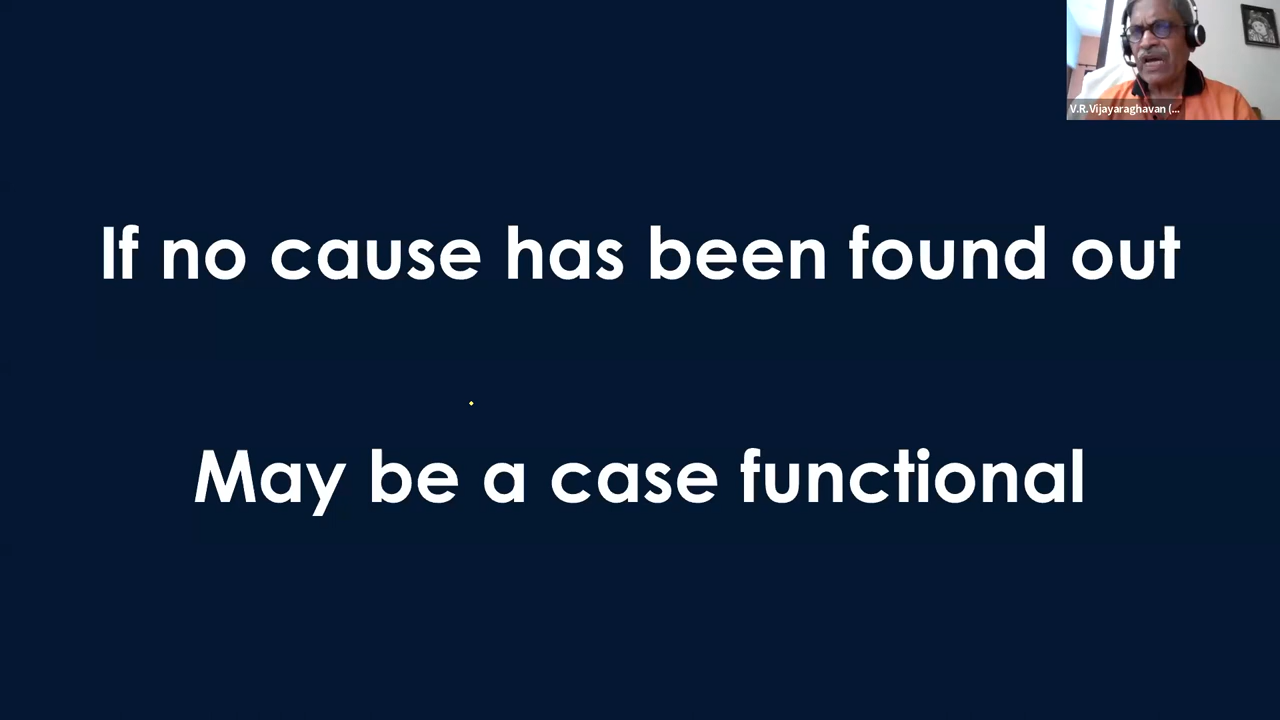 V.R.Vijayaraghavan (...
If no cause has been found out
May be a case functional